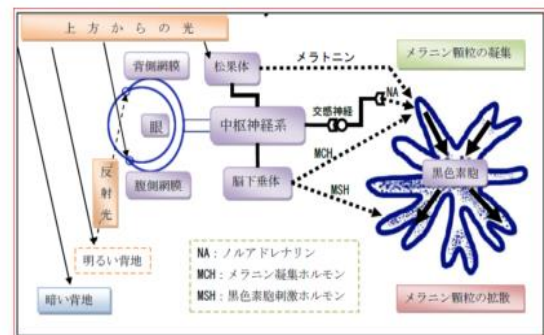 上方からの光
背側網膜
松果体
メラトニン
メラニン顆粒の凝集
眼
中枢神経系
交感神経
NA
反射光
腹側網膜
脳下垂体
MCH
MSH
黒色素胞
明るい背地
暗い背地
NA：ノルアドレナリン
MCH：メラニン凝集ホルモン
MSH：黒色素胞刺激ホルモン
メラニン顆粒の拡散